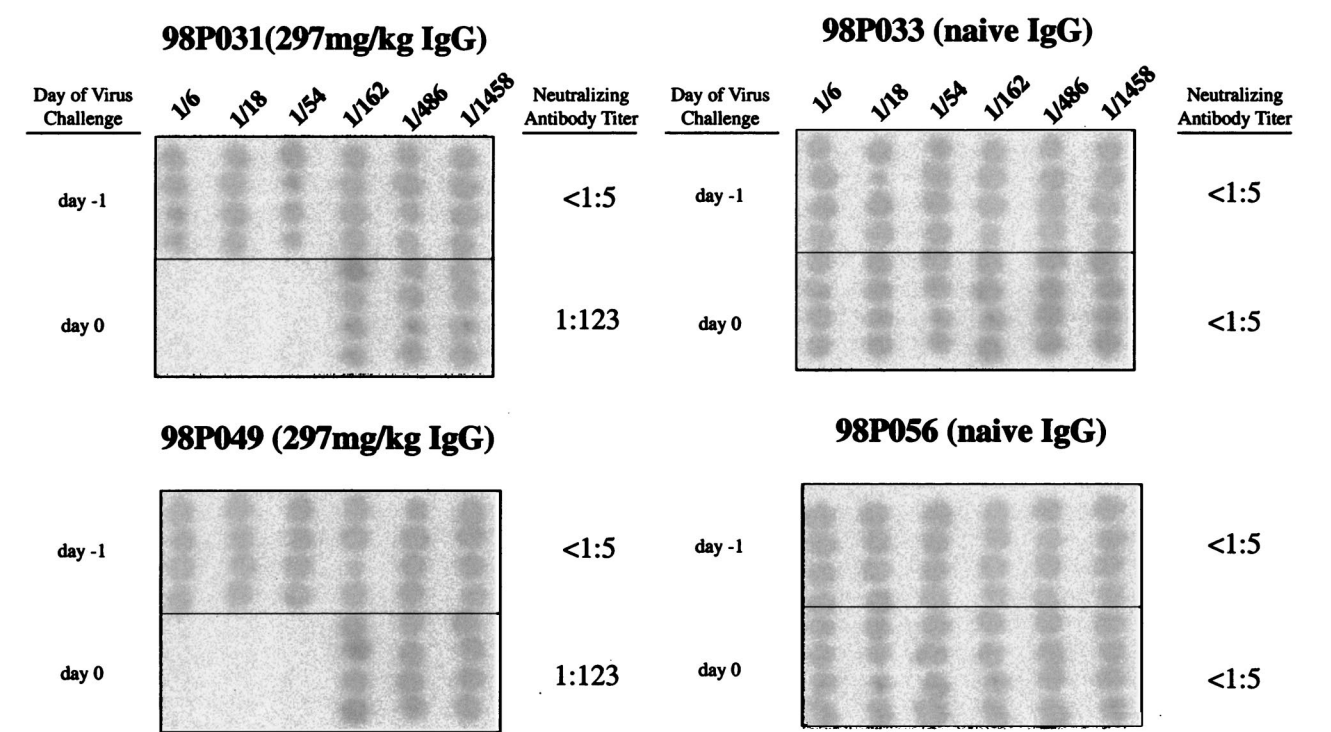 98P031(297mg/kg IgG)
Day of Virus
Challenge
1/6
1/18
1/54
1/162
1/486
1/1458
Neutralizing
Antibody Titer
day -1
<1:5
day 0
1:123
98P033 (naive IgG)
Day of Virus
Challenge
1/6
1/18
1/54
1/162
1/486
1/1458
Neutralizing
Antibody Titer
day -1
<1:5
day 0
<1:5
98P049 (297mg/kg IgG)
day -1
<1:5
day 0
1:123
98P056 (naive IgG)
day -1
<1:5
day 0
<1:5